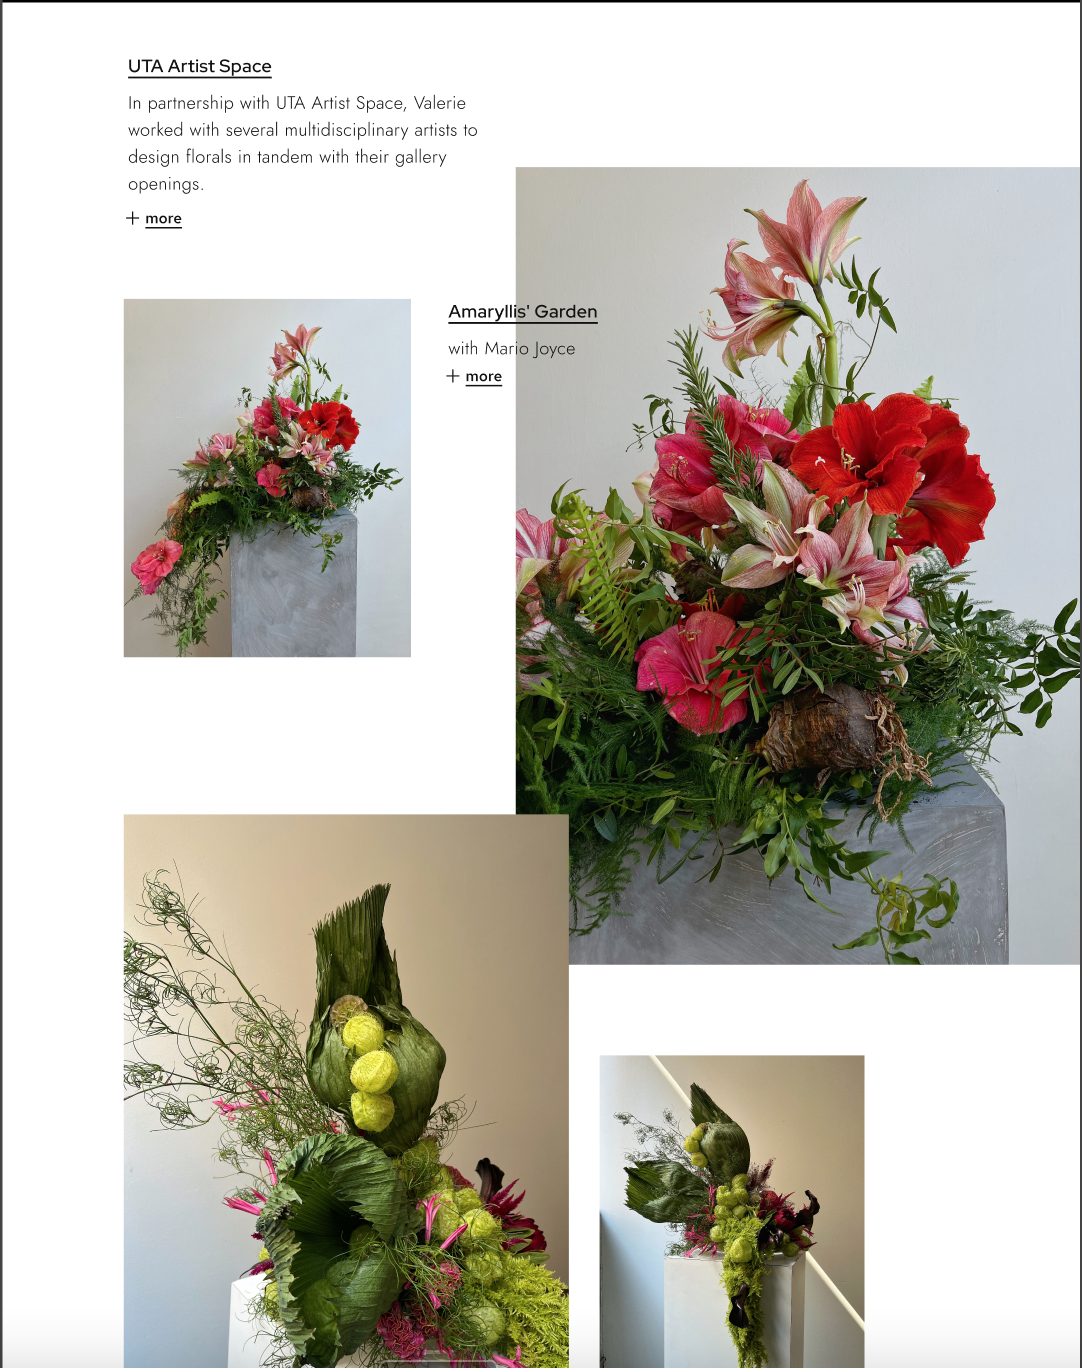 UTA Artist Space
In partnership with UTA Artist Space, Valerie
worked with several multidisciplinary artists to
design florals in tandem with their gallery
openings.
+ more
Amaryllis' Garden
with Mario Joyce
+ more